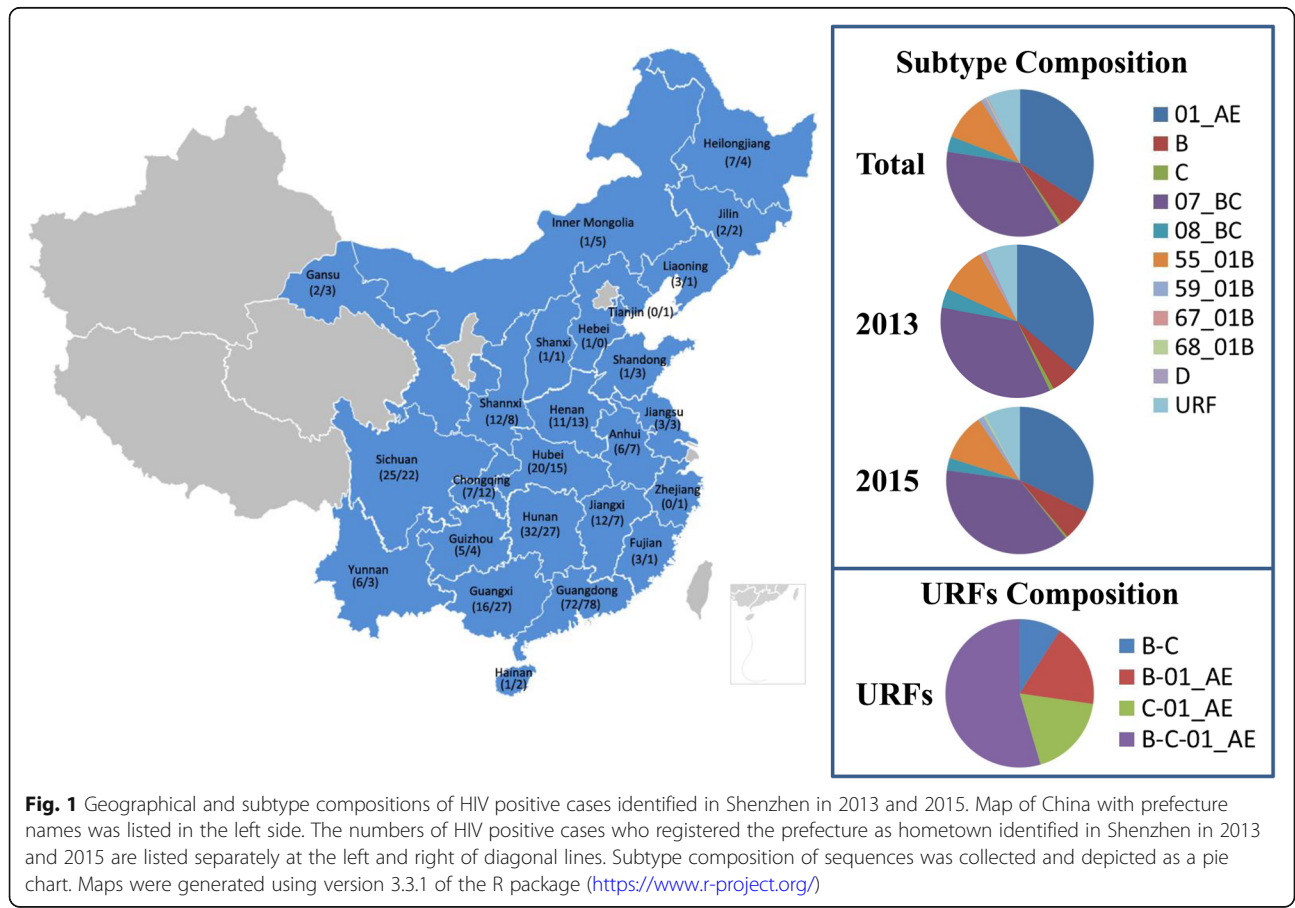 Heilongjiang
(7/4)
Jilin
(2/2)
Inner Mongolia
(1/5)
Liaoning
(3/1)
Gansu
(2/3)
Tianjin (0/1)
Hebei
(1/0)
Shanxi
(1/1)
Shandong
(1/3)
Shannxi
(12/8)
Henan
(11/13)
Jiangsu
(3/3)
Anhui
(6/7)
Sichuan
(25/22)
Hubei
(20/15)
Chongqing
(7/12)
Zhejiang
(0/1)
Hunan
(32/27)
Jiangxi
(12/7)
Guizhou
(5/4)
Fujian
(3/1)
Yunnan
(6/3)
Guangxi
(16/27)
Guangdong
(72/78)
Hainan
(1/2)
Subtype Composition
Total
2013
2015
01_AE
B
C
07_BC
08_BC
55_01B
59_01B
67_01B
68_01B
D
URF
URFs Composition
URFs
B-C
B-01_AE
C-01_AE
B-C-01_AE
Fig. 1 Geographical and subtype compositions of HIV positive cases identified in Shenzhen in 2013 and 2015. Map of China with prefecture
names was listed in the left side. The numbers of HIV positive cases who registered the prefecture as hometown identified in Shenzhen in 2013
and 2015 are listed separately at the left and right of diagonal lines. Subtype composition of sequences was collected and depicted as a pie
chart. Maps were generated using version 3.3.1 of the R package (https://www.r-project.org/)